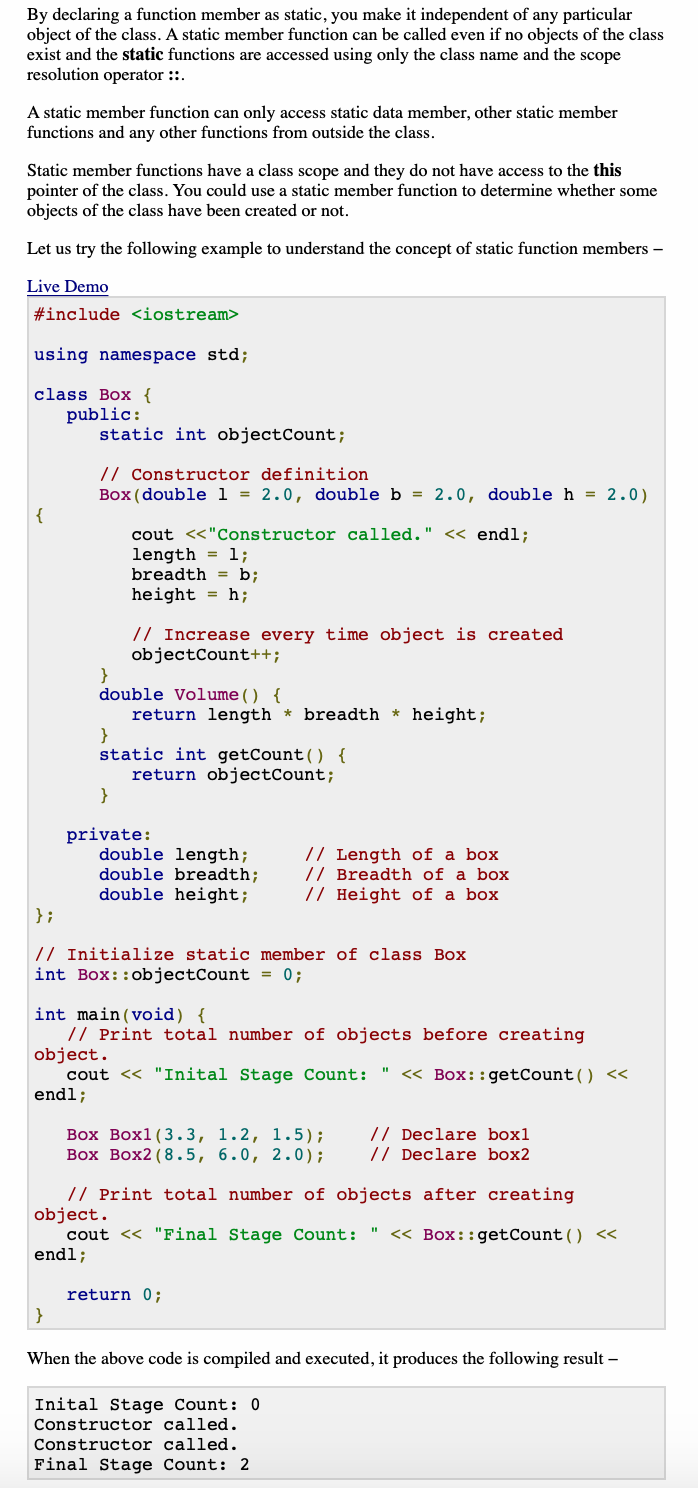 By declaring a function member as static, you make it independent of any particular
object of the class. A static member function can be called even if no objects of the class
exist and the static functions are accessed using only the class name and the scope
resolution operator ::.
A static member function can only access static data member, other static member
functions and any other functions from outside the class.
Static member functions have a class scope and they do not have access to the this
pointer of the class. You could use a static member function to determine whether some
objects of the class have been created or not.
Let us try the following example to understand the concept of static function members –
Live Demo
#include <iostream>
using namespace std;
class Box {
public:
static int objectCount;
// Constructor definition
Box(double l = 2.0, double b = 2.0, double h = 2.0)
{
cout <<"Constructor called." << endl;
length = l;
breadth = b;
height = h;
// Increase every time object is created
objectCount++;
}
double Volume() {
return length * breadth * height;
}
static int getCount() {
return objectCount;
}
private:
double length;     // Length of a box
double breadth;    // Breadth of a box
double height;     // Height of a box
};
// Initialize static member of class Box
int Box::objectCount = 0;
int main(void) {
// Print total number of objects before creating
object.
cout << "Inital Stage Count: " << Box::getCount() <<
endl;
Box Box1(3.3, 1.2, 1.5);    // Declare box1
Box Box2(8.5, 6.0, 2.0);    // Declare box2
// Print total number of objects after creating
object.
cout << "Final Stage Count: " << Box::getCount() <<
endl;
return 0;
}
When the above code is compiled and executed, it produces the following result –
Inital Stage Count: 0
Constructor called.
Constructor called.
Final Stage Count: 2